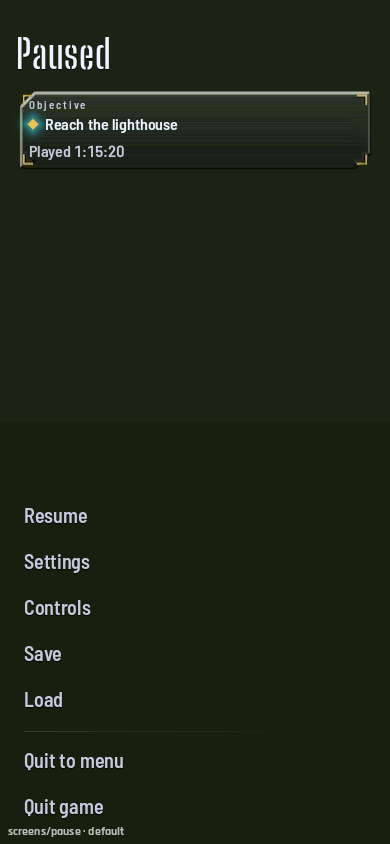 Paused
Objective
Reach the lighthouse
Played 1:15:20
Resume
Settings
Controls
Save
Load
Quit to menu
Quit game
screens/pause · default